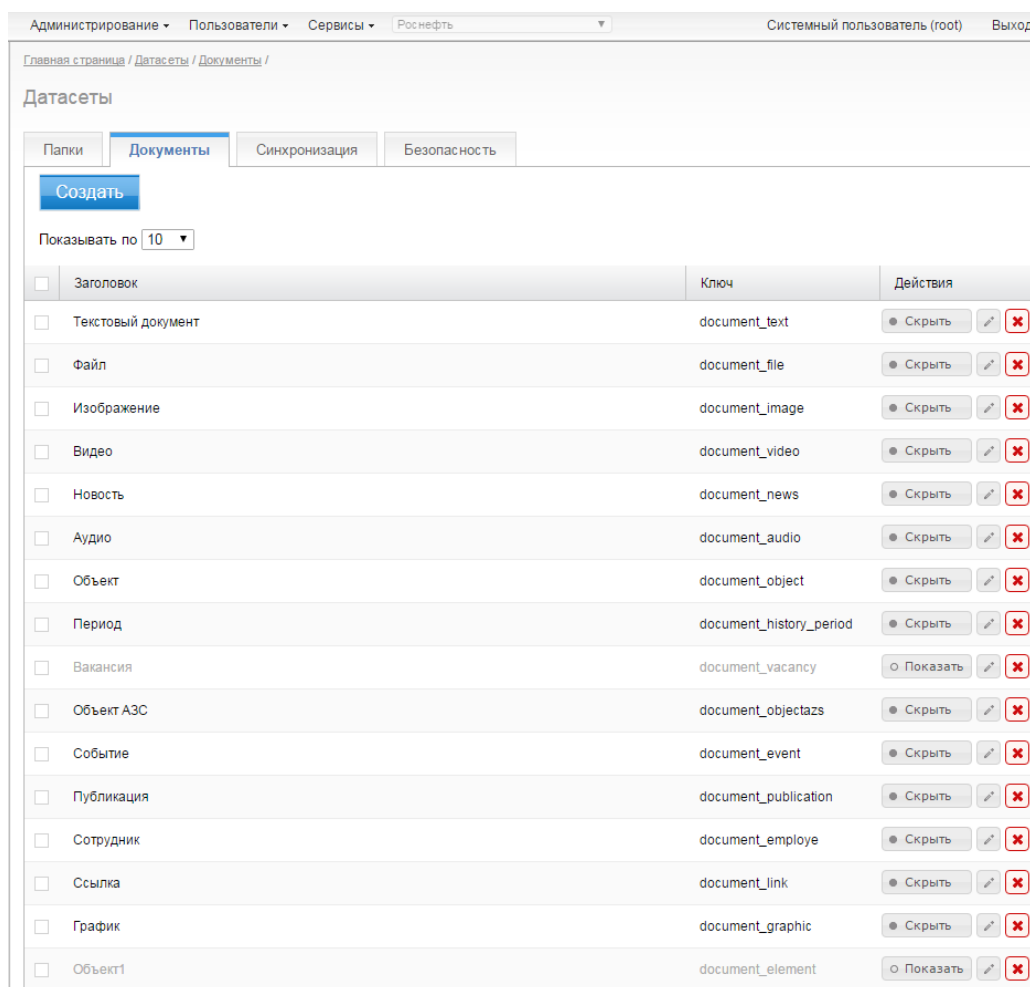 Администрирование Пользователи Сервисы Роснефть Системный пользователь (root) Выход
Главная страница / Датасеты / Документы /
Датасеты
Папки Документы Синхронизация Безопасность
Создать
Показывать по 10
Заголовок Ключ Действия
Текстовый документ document_text Скрыть
Файл document_file Скрыть
Изображение document_image Скрыть
Видео document_video Скрыть
Новость document_news Скрыть
Аудио document_audio Скрыть
Объект document_object Скрыть
Период document_history_period Скрыть
Вакансия document_vacancy Показать
Объект АЗС document_objectazs Скрыть
Событие document_event Скрыть
Публикация document_publication Скрыть
Сотрудник document_employe Скрыть
Ссылка document_link Скрыть
График document_graphic Скрыть
Объект1 document_element Показать